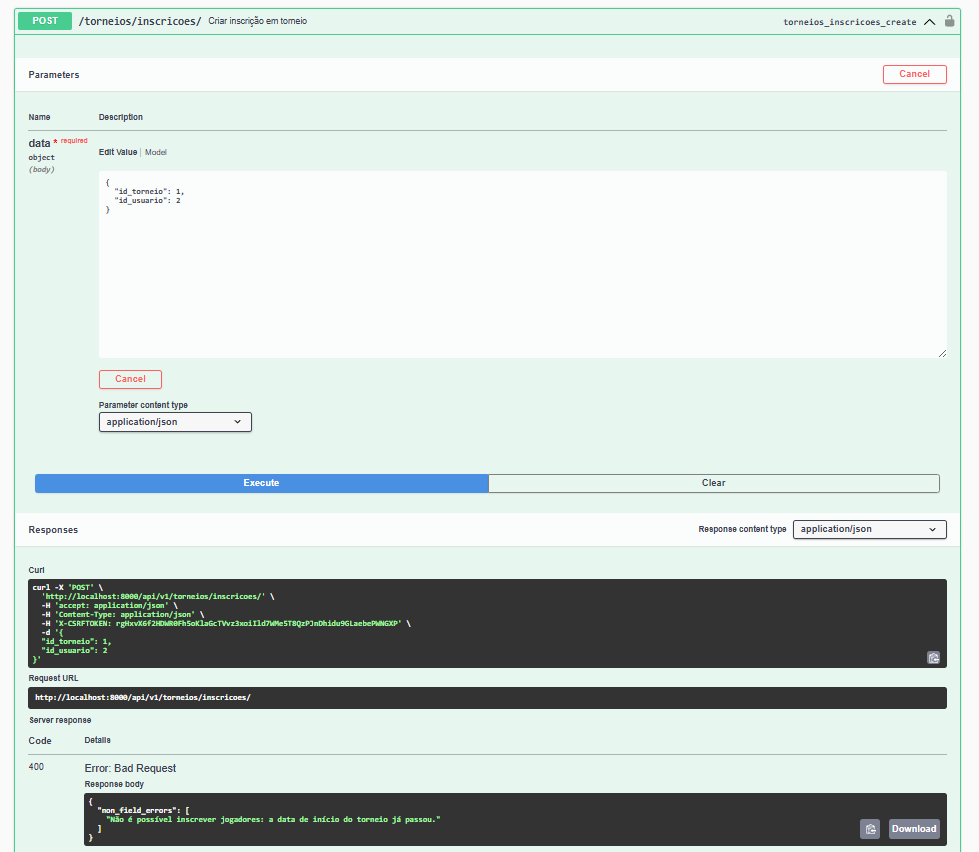 POST /torneios/inscricoes/ Criar inscrição em torneio torneios_inscricoes_create
Parameters Cancel
Name Description
data * required
object
(body)
Edit Value | Model
{
  "id_torneio": 1,
  "id_usuario": 2
}
Cancel
Parameter content type
application/json
Execute Clear
Responses Response content type application/json
Curl
curl -X 'POST' \
  'http://localhost:8000/api/v1/torneios/inscricoes/' \
  -H 'accept: application/json' \
  -H 'Content-Type: application/json' \
  -H 'X-CSRFTOKEN: \
  -d '{
  "id_torneio": 1,
  "id_usuario": 2
}'
Request URL
http://localhost:8000/api/v1/torneios/inscricoes/
Server response
Code Details
400 Error: Bad Request
Response body
{
  "non_field_errors": [
    "Não é possível inscrever jogadores: a data de início do torneio já passou."
  ]
}
Download